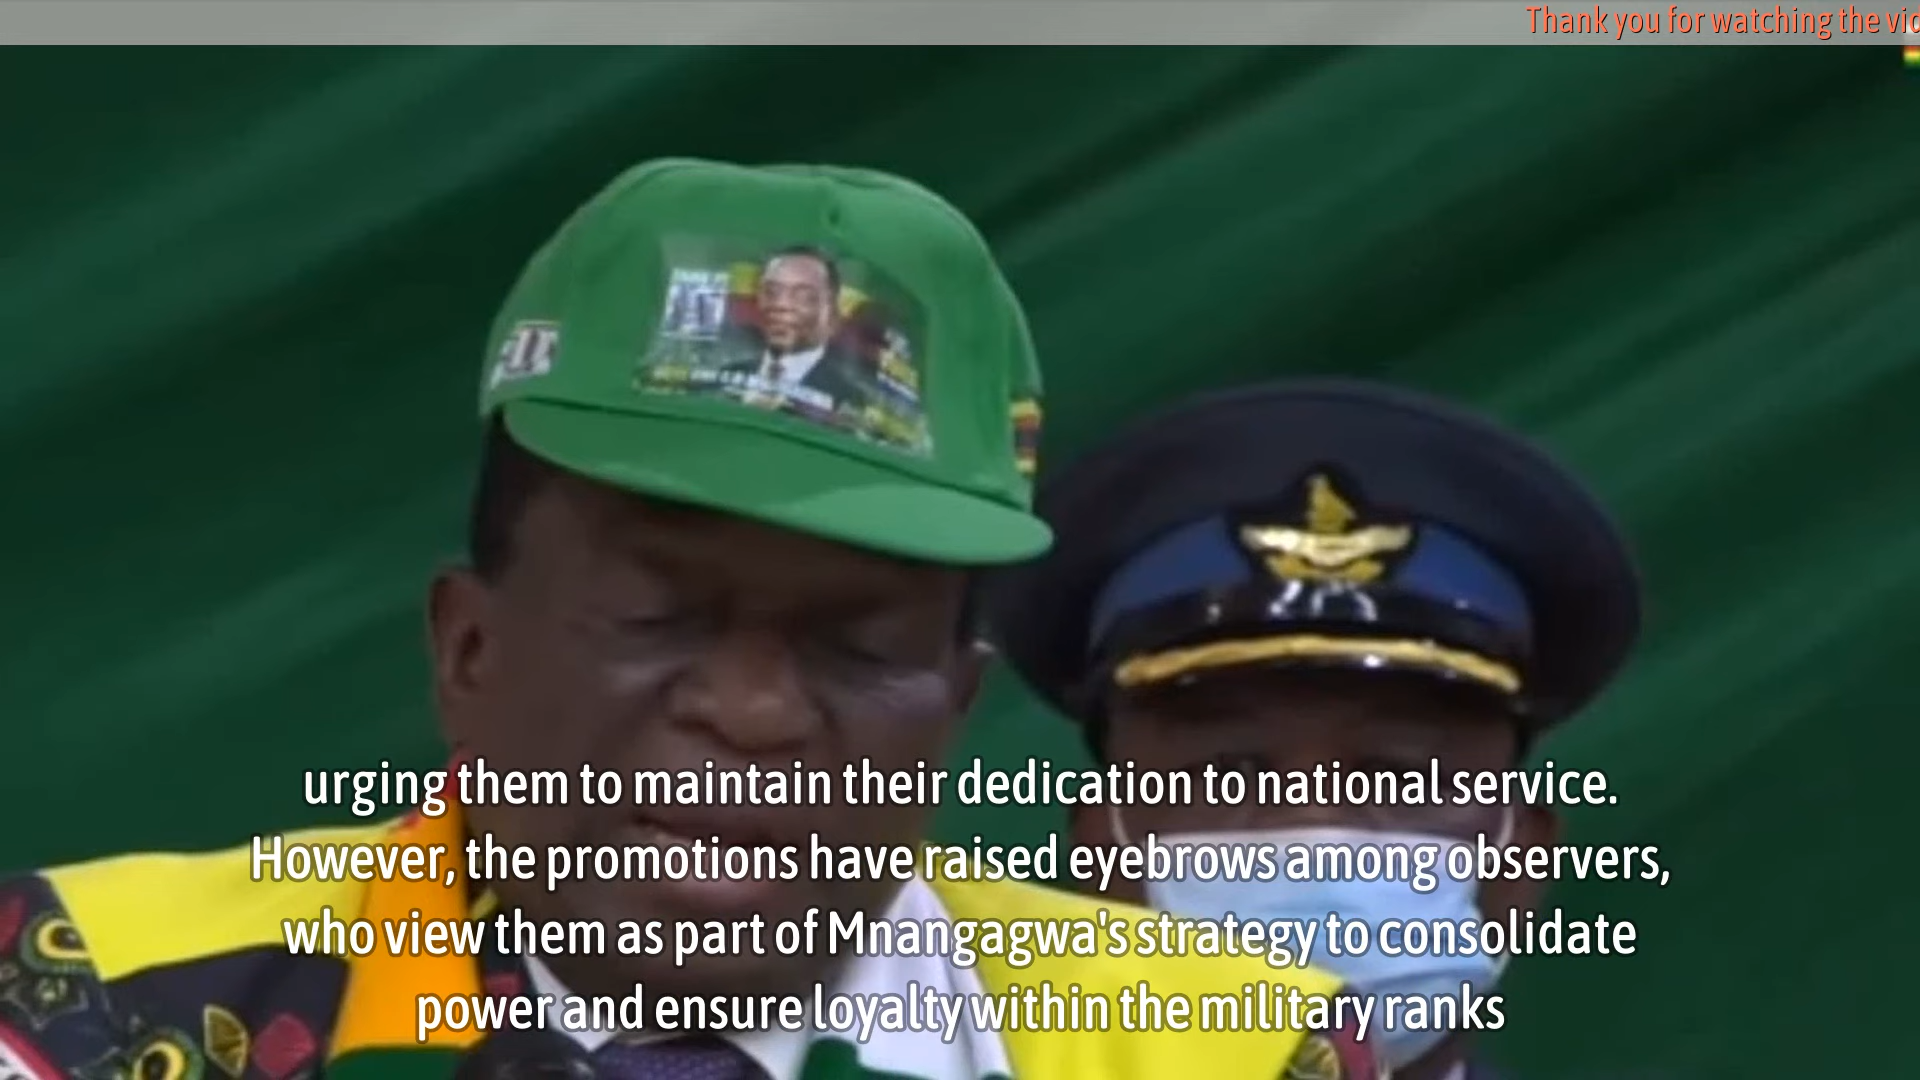 Thank you for watching the
urging them to maintain their dedication to national service.
However, the promotions have raised eyebrows among observers,
who view them as part of Mnangagwa's strategy to consolidate
power and ensure loyalty within the military ranks